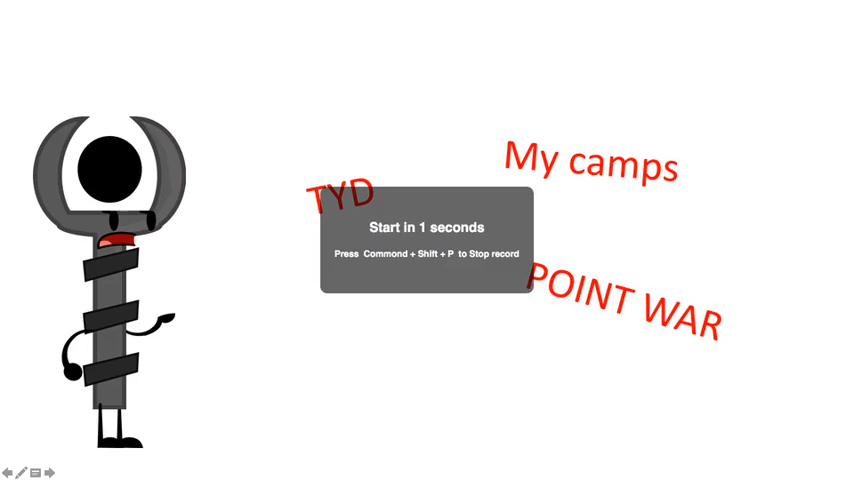 My camps
TYD
Start in 1 seconds
Press Commond + Shift + P to Stop record
POINT WAR